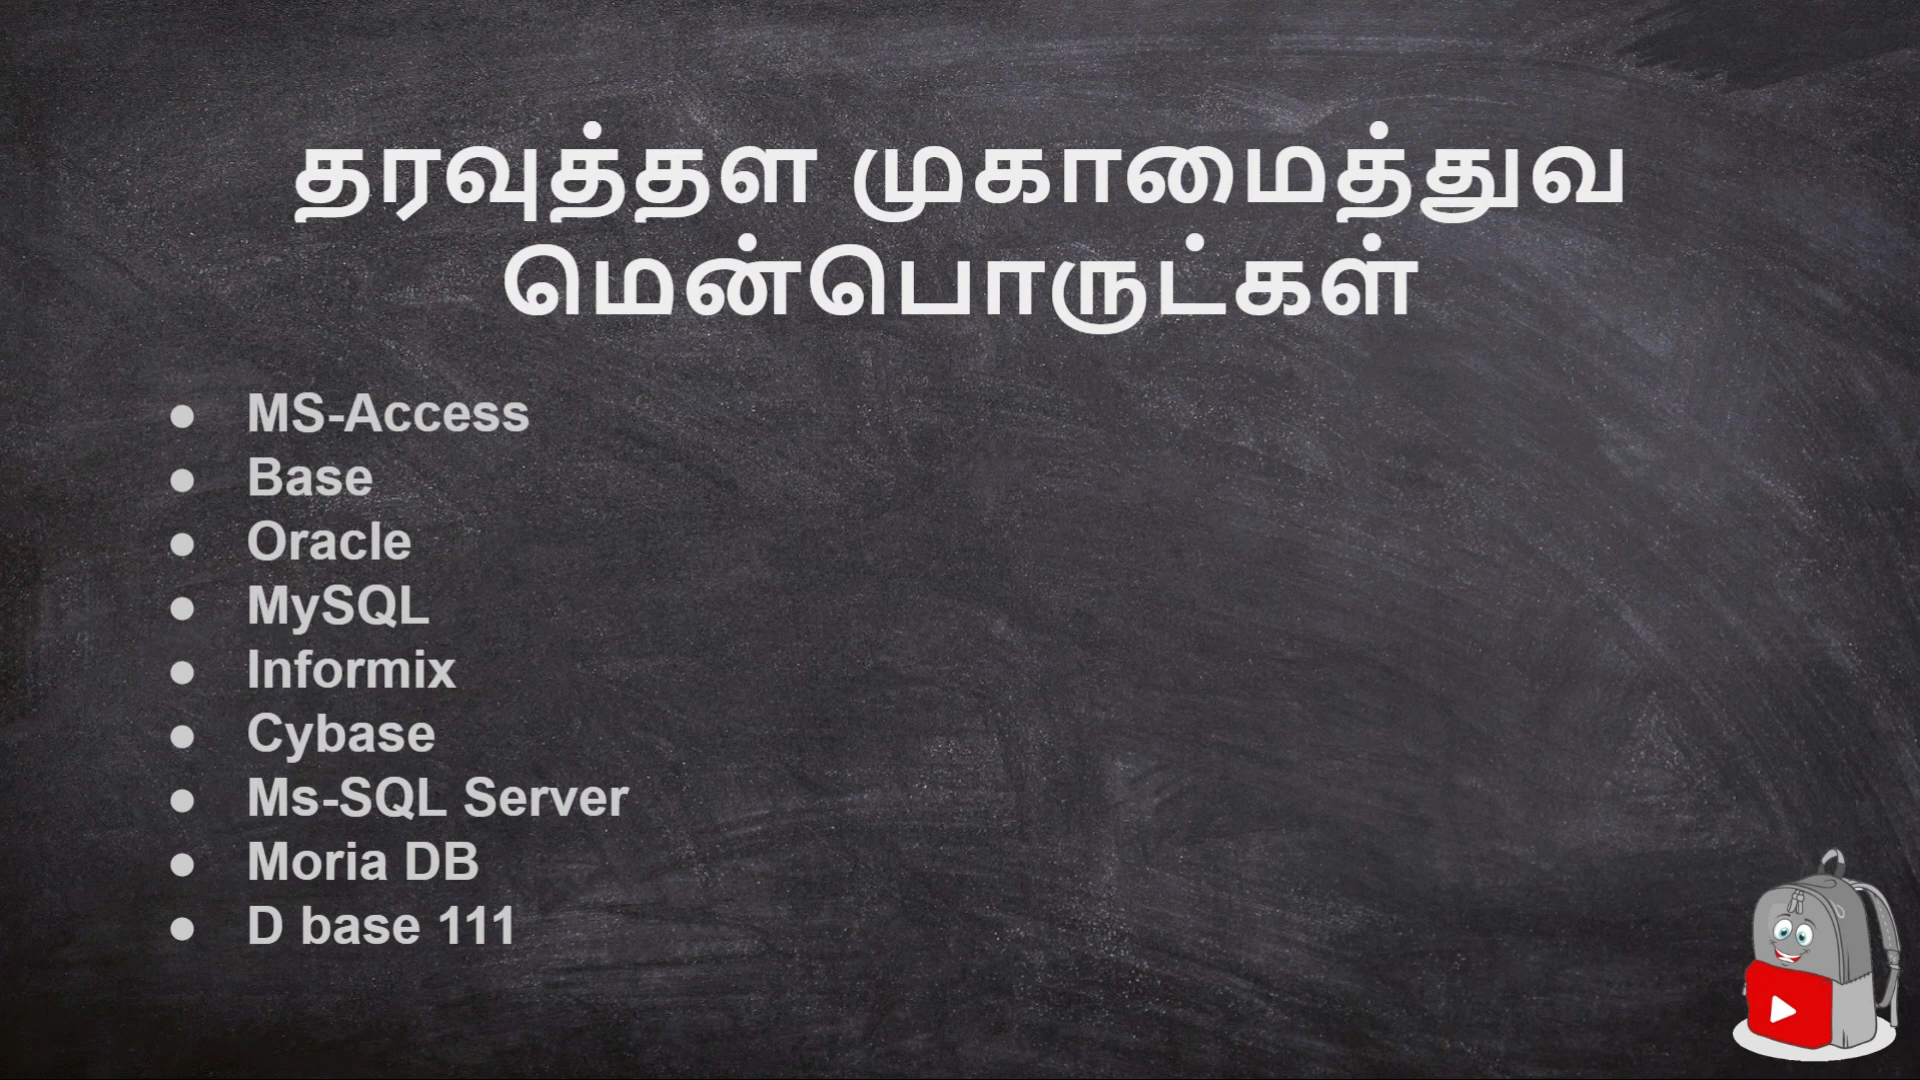 தரவுத்தள முகாமைத்துவ
மென்பொருட்கள்
● MS-Access
● Base
● Oracle
● MySQL
● Informix
● Cybase
● Ms-SQL Server
● Moria DB
● D base 111